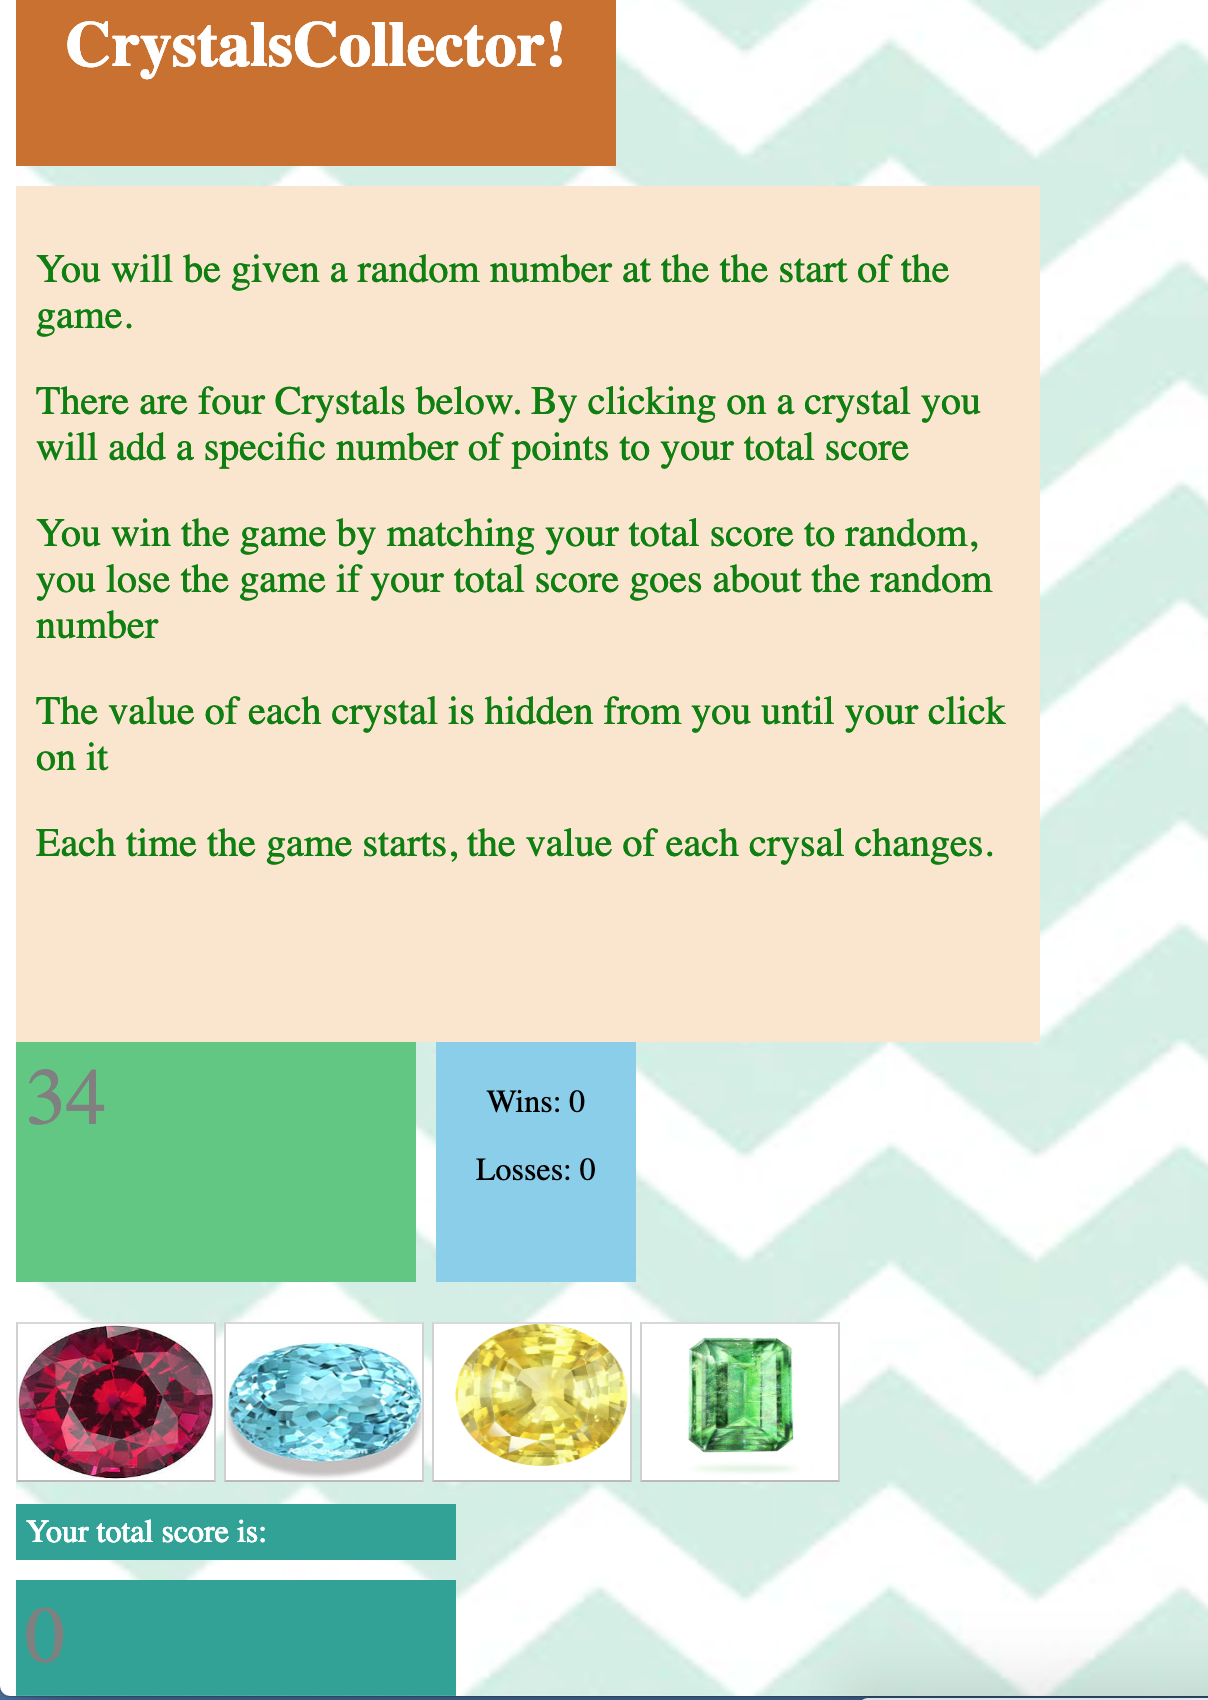 CrystalsCollector!
You will be given a random number at the the start of the
game.
There are four Crystals below. By clicking on a crystal you
will add a specific number of points to your total score
You win the game by matching your total score to random,
you lose the game if your total score goes about the random
number
The value of each crystal is hidden from you until your click
on it
Each time the game starts, the value of each crysal changes.
34
Wins: 0
Losses: 0
Your total score is:
0